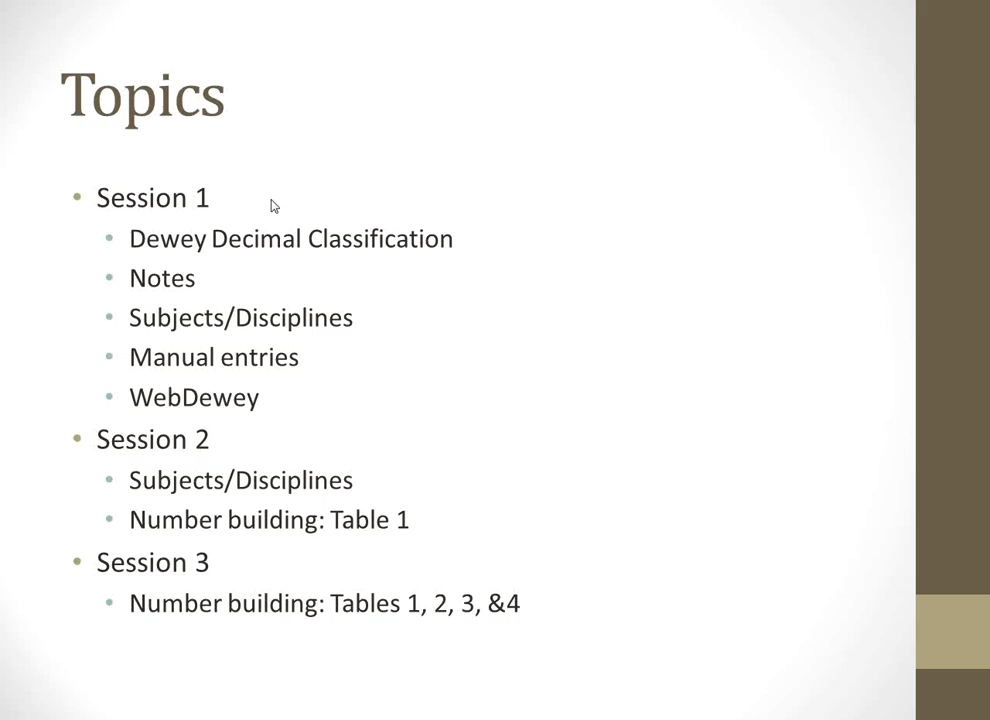 Topics
Session 1
Dewey Decimal Classification
Notes
Subjects/Disciplines
Manual entries
WebDewey
Session 2
Subjects/Disciplines
Number building: Table 1
Session 3
Number building: Tables 1, 2, 3, &4